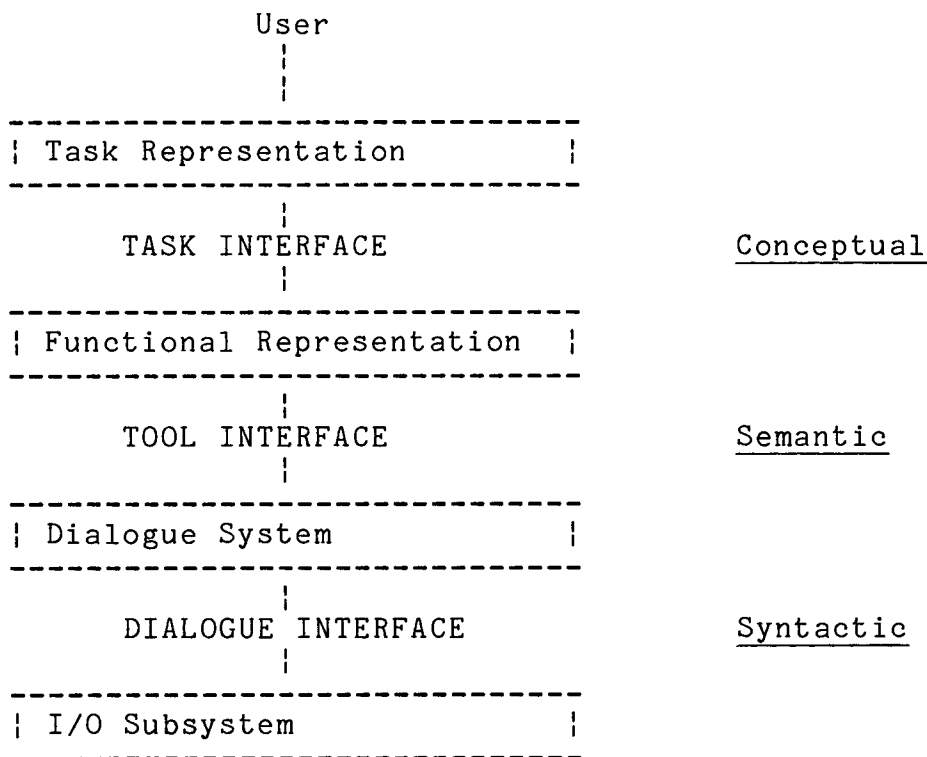 User
Task Representation
TASK INTERFACE Conceptual
Functional Representation
TOOL INTERFACE Semantic
Dialogue System
DIALOGUE INTERFACE Syntactic
I/O Subsystem